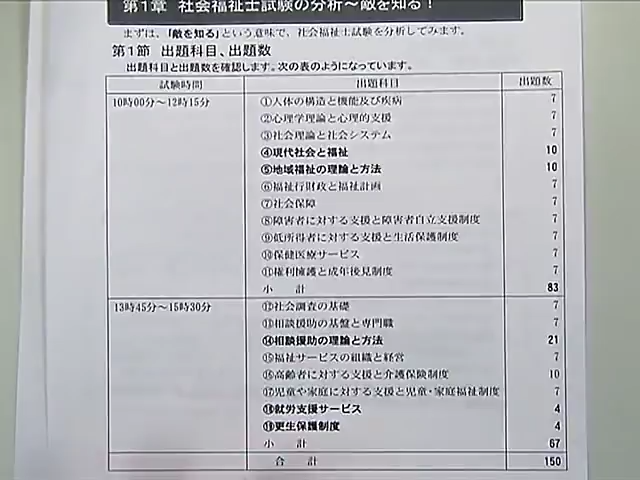 第1章 社会福祉士試験の分析～敵を知る！
まずは、「敵を知る」という意味で、社会福祉士試験を分析してみます。
第1節 出題科目、出題数
出題科目と出題数を確認します。次の表のようになっています。
試験時間 出題科目 出題数
10時00分～12時15分 ①人体の構造と機能及び疾病 7
②心理学理論と心理的支援 7
③社会理論と社会システム 7
④現代社会と福祉 10
⑤地域福祉の理論と方法 10
⑥福祉行財政と福祉計画 7
⑦社会保障 7
⑧障害者に対する支援と障害者自立支援制度 7
⑨低所得者に対する支援と生活保護制度 7
⑩保健医療サービス 7
⑪権利擁護と成年後見制度 7
小 計 83
13時45分～15時30分 ⑫社会調査の基礎 7
⑬相談援助の基盤と専門職 7
⑭相談援助の理論と方法 21
⑮福祉サービスの組織と経営 7
⑯高齢者に対する支援と介護保険制度 10
⑰児童や家庭に対する支援と児童・家庭福祉制度 7
⑱就労支援サービス 4
⑲更生保護制度 4
小 計 67
合 計 150